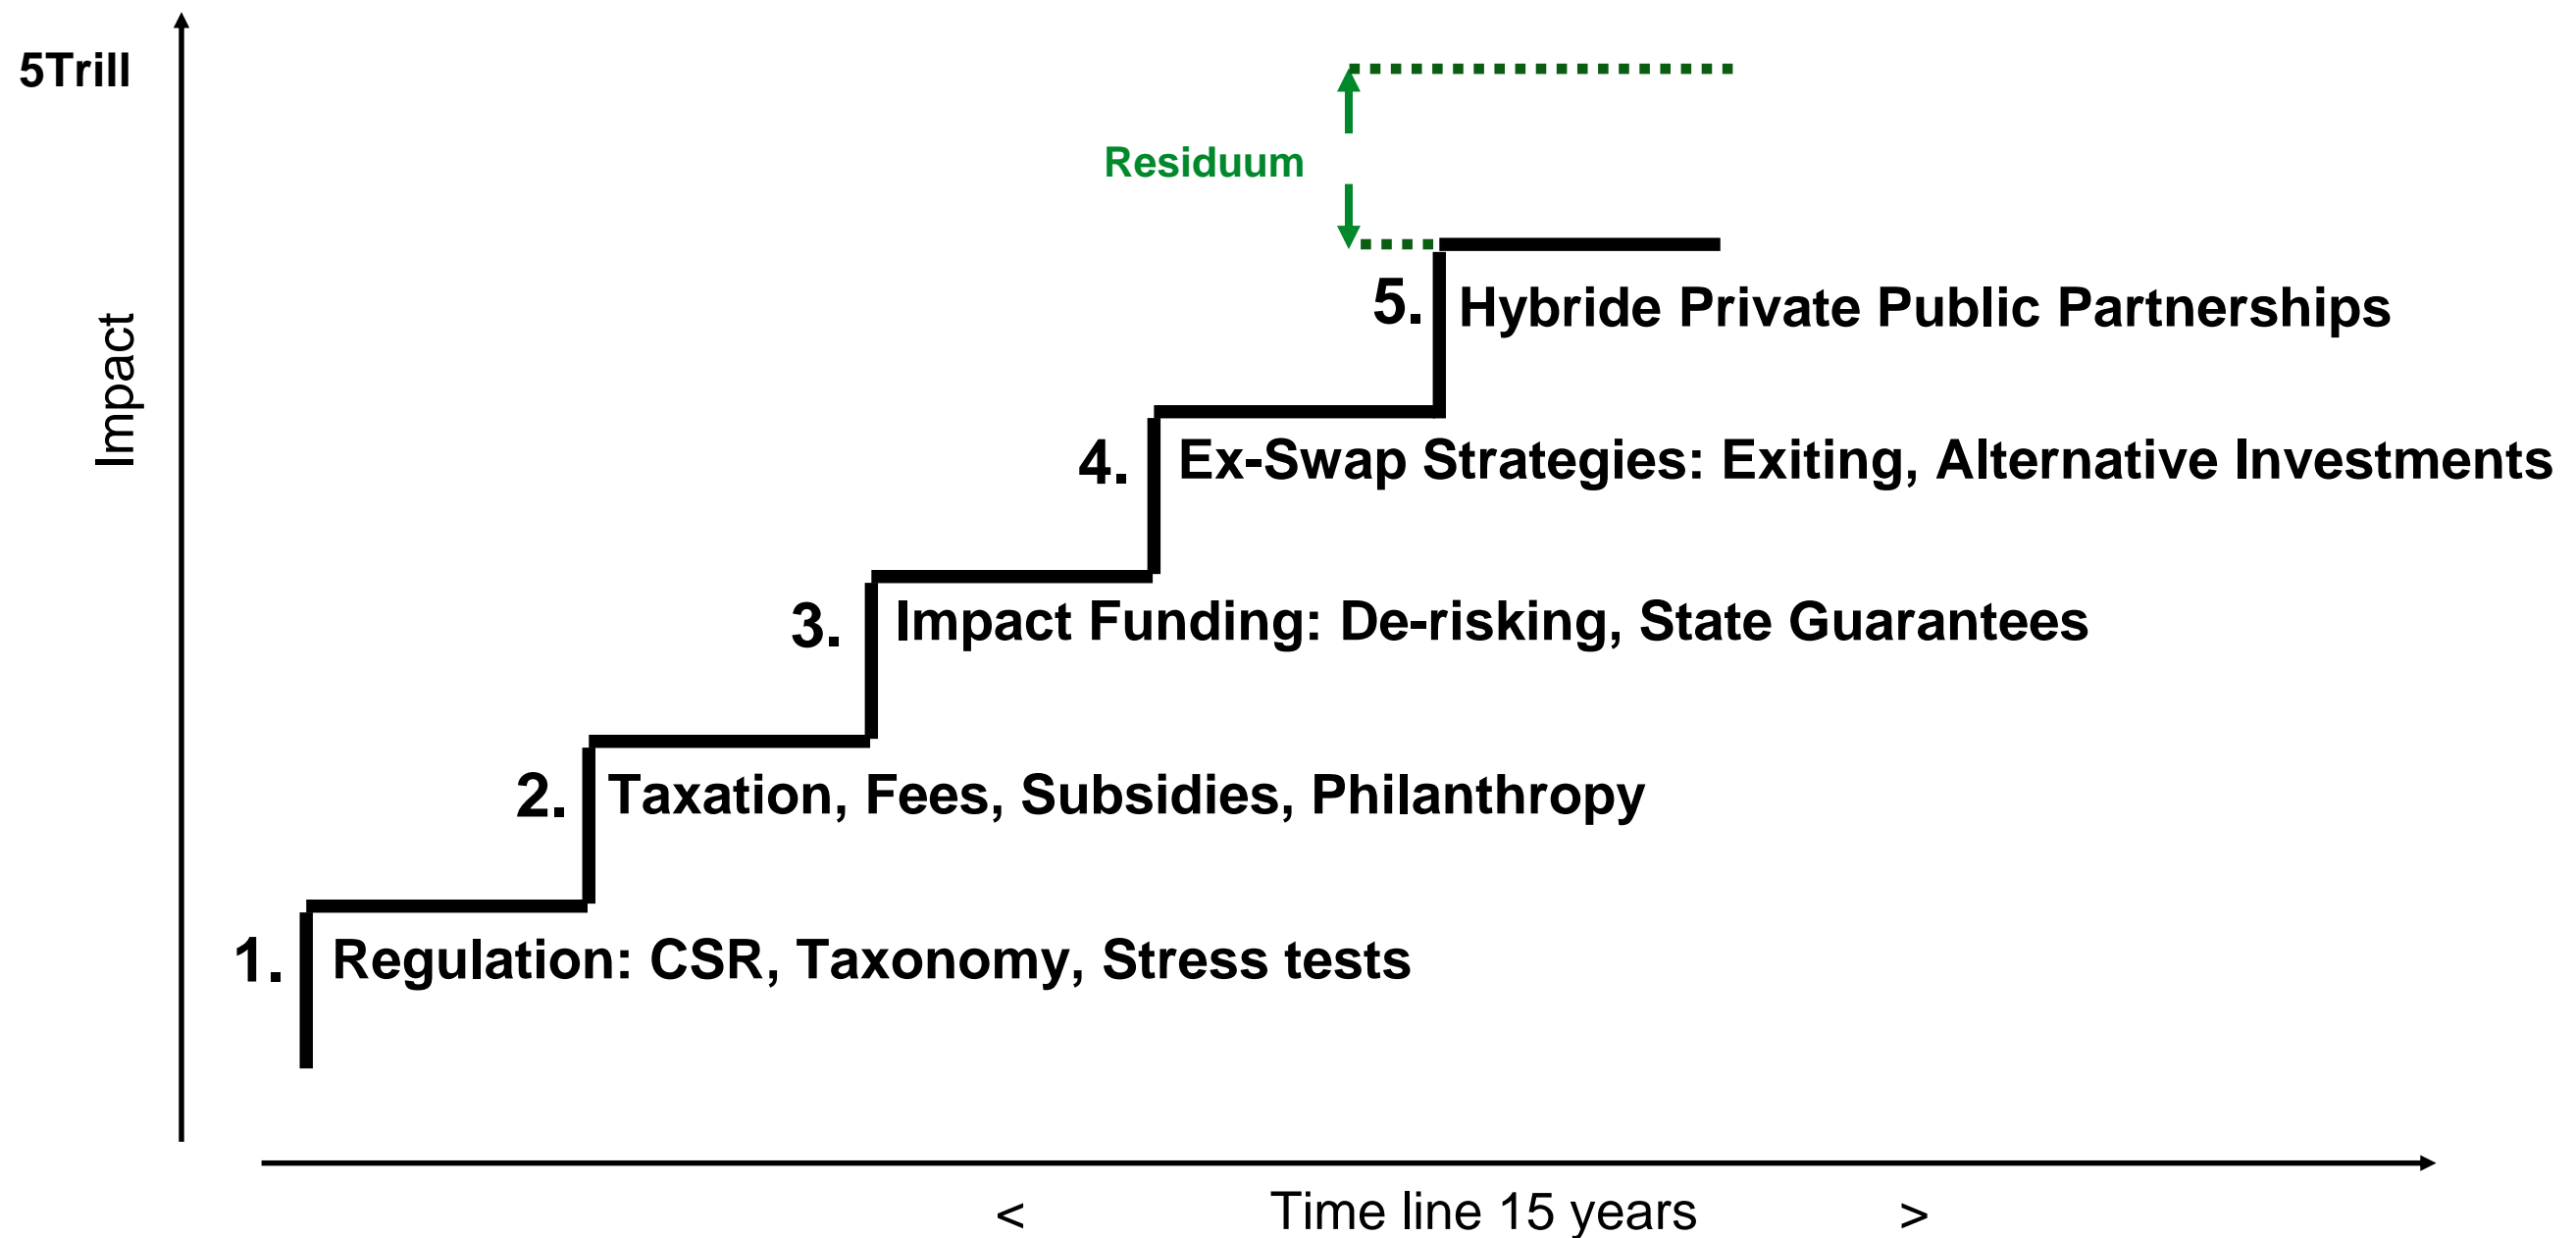 5Trill
Residuum
Impact
5. Hybride Private Public Partnerships
4. Ex-Swap Strategies: Exiting, Alternative Investments
3. Impact Funding: De-risking, State Guarantees
2. Taxation, Fees, Subsidies, Philanthropy
1. Regulation: CSR, Taxonomy, Stress tests
< Time line 15 years >